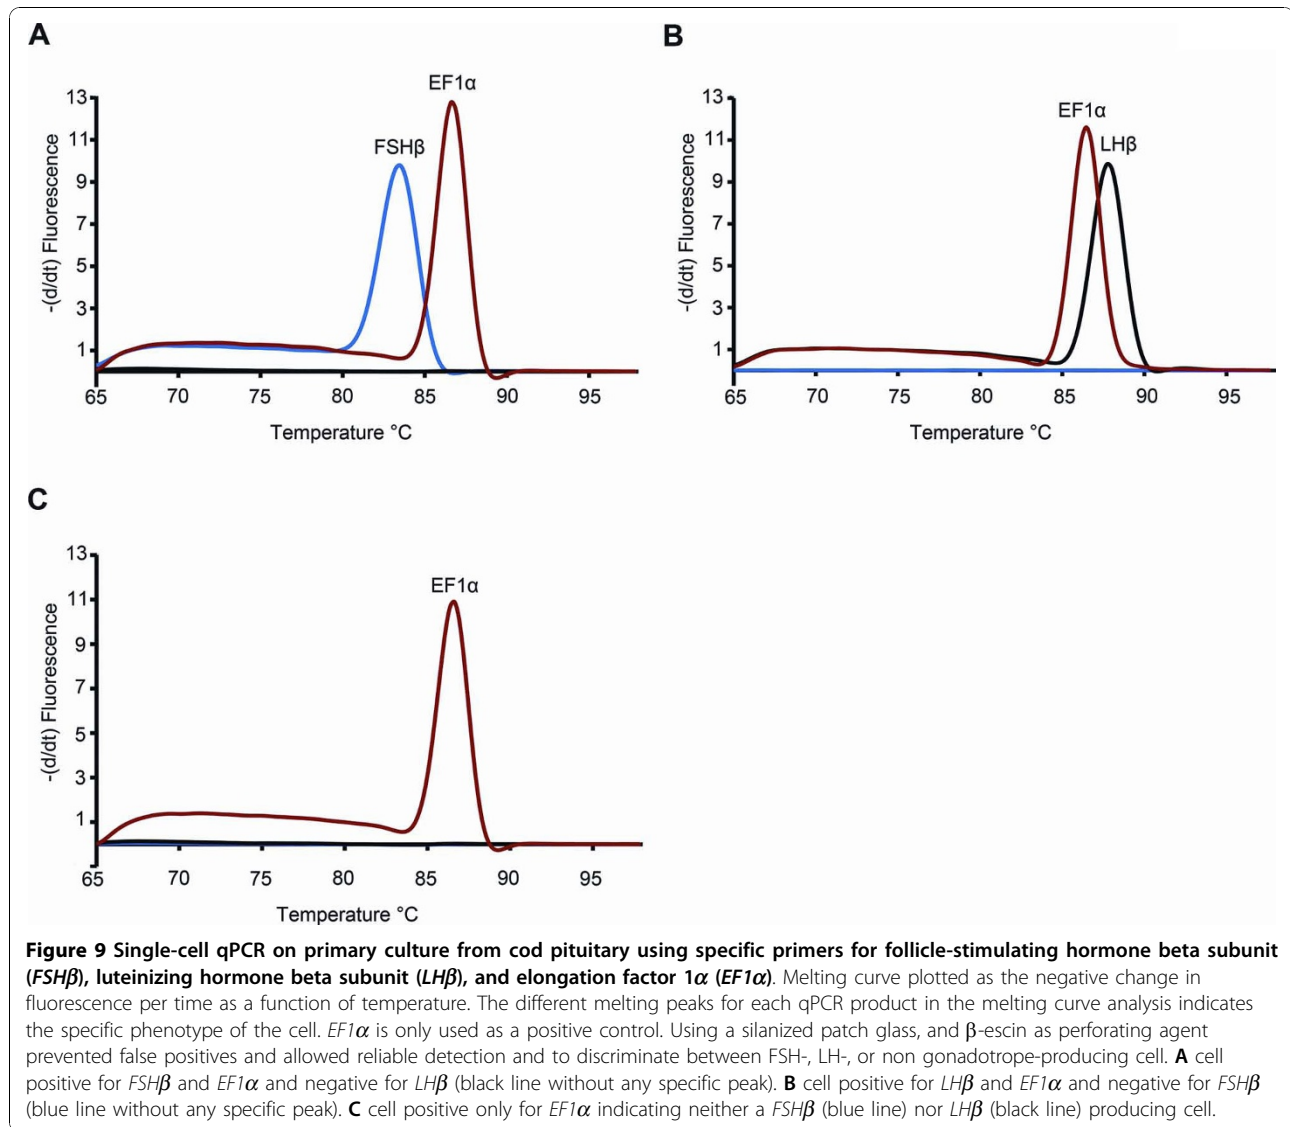 A
EF1α
FSHβ
13
11
9
7
5
3
1
-(d/dt) Fluorescence
65 70 75 80 85 90 95
Temperature °C
B
EF1α
LHβ
13
11
9
7
5
3
1
-(d/dt) Fluorescence
65 70 75 80 85 90 95
Temperature °C
C
EF1α
13
11
9
7
5
3
1
-(d/dt) Fluorescence
65 70 75 80 85 90 95
Temperature °C
Figure 9 Single-cell qPCR on primary culture from cod pituitary using specific primers for follicle-stimulating hormone beta subunit
(FSHβ), luteinizing hormone beta subunit (LHβ), and elongation factor 1α (EF1α). Melting curve plotted as the negative change in
fluorescence per time as a function of temperature. The different melting peaks for each qPCR product in the melting curve analysis indicates
the specific phenotype of the cell. EF1α is only used as a positive control. Using a silanized patch glass, and β-escin as perforating agent
prevented false positives and allowed reliable detection and to discriminate between FSH-, LH-, or non gonadotrope-producing cell. A cell
positive for FSHβ and EF1α and negative for LHβ (black line without any specific peak). B cell positive for LHβ and EF1α and negative for FSHβ
(blue line without any specific peak). C cell positive only for EF1α indicating neither a FSHβ (blue line) nor LHβ (black line) producing cell.